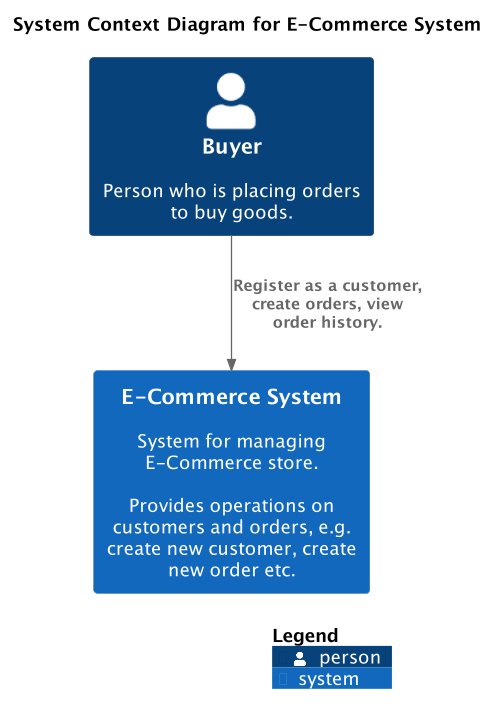 System Context Diagram for E-Commerce System
Buyer
Person who is placing orders
to buy goods.
Register as a customer,
create orders, view
order history.
E-Commerce System
System for managing
E-Commerce store.
Provides operations on
customers and orders, e.g.
create new customer, create
new order etc.
Legend
person
system